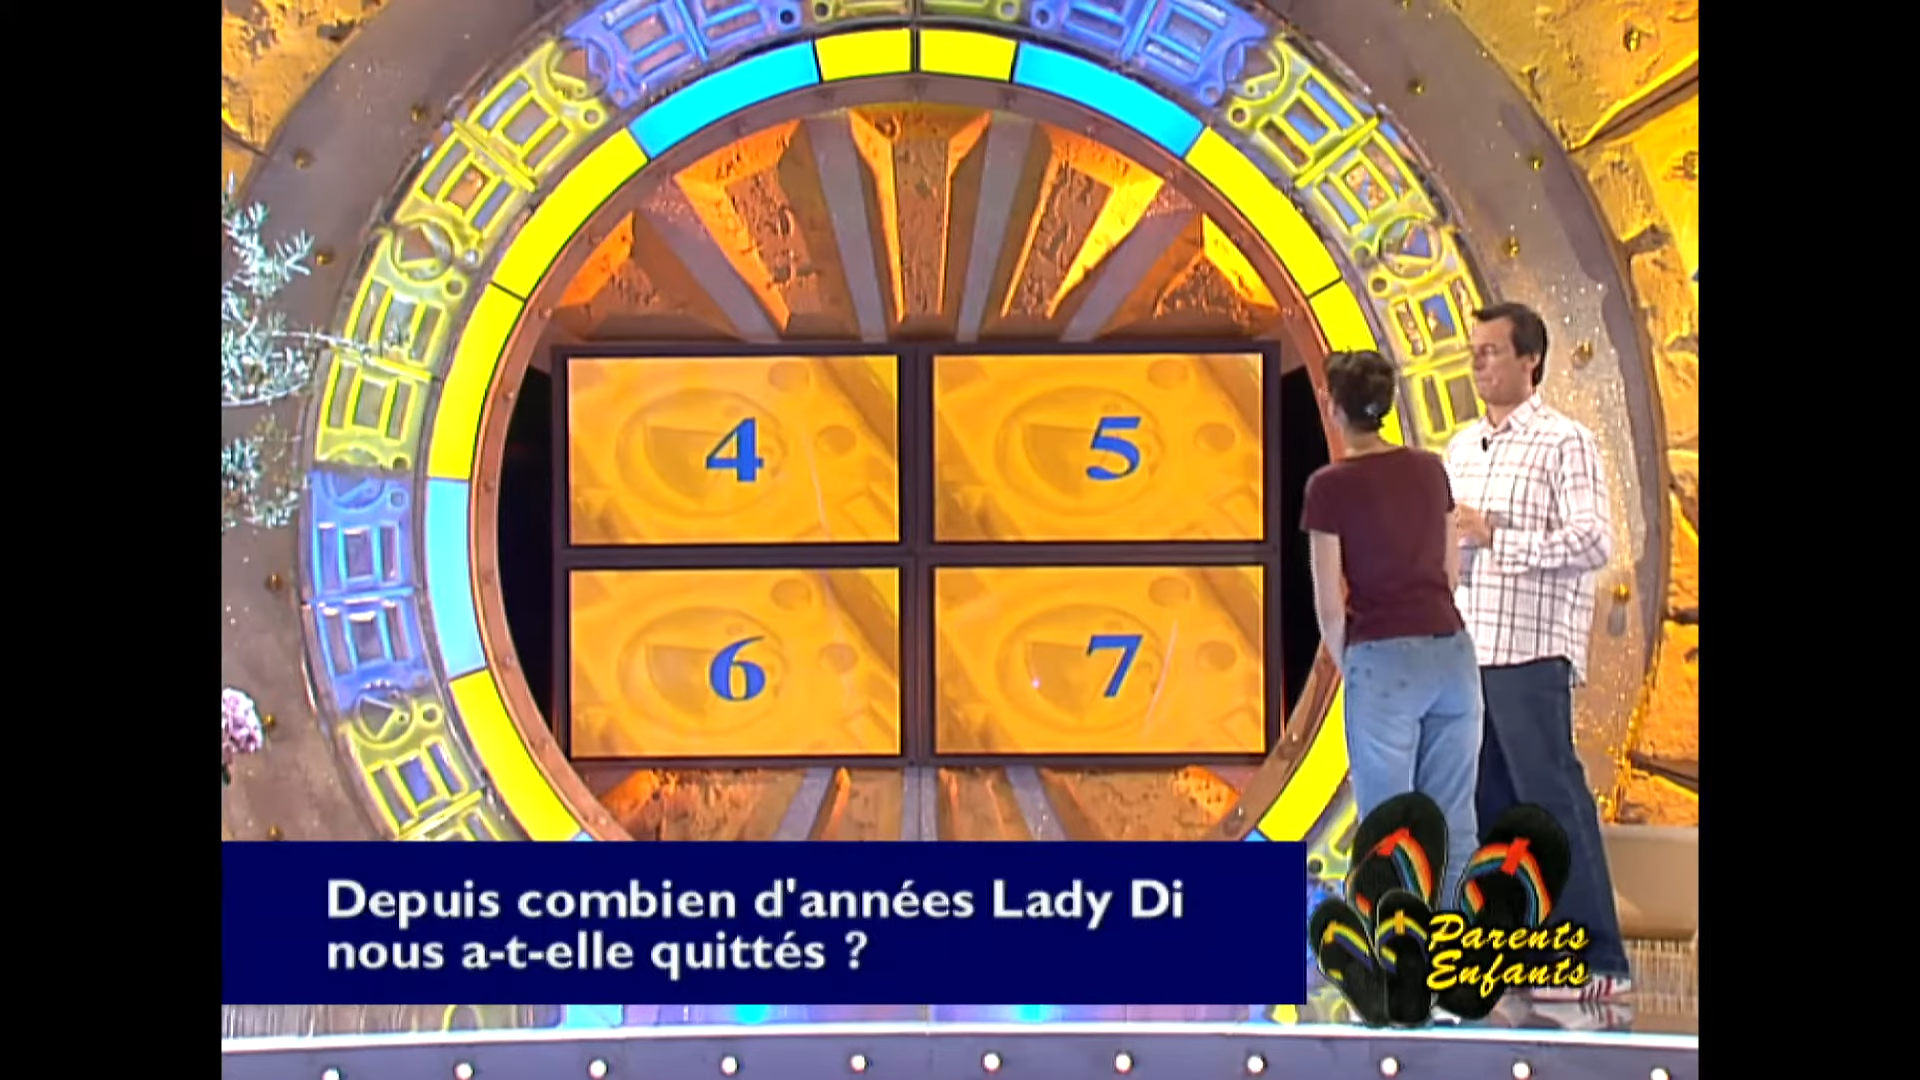 4
5
6
7
Depuis combien d'années Lady Di
nous a-t-elle quittés ?
Parents
Enfants